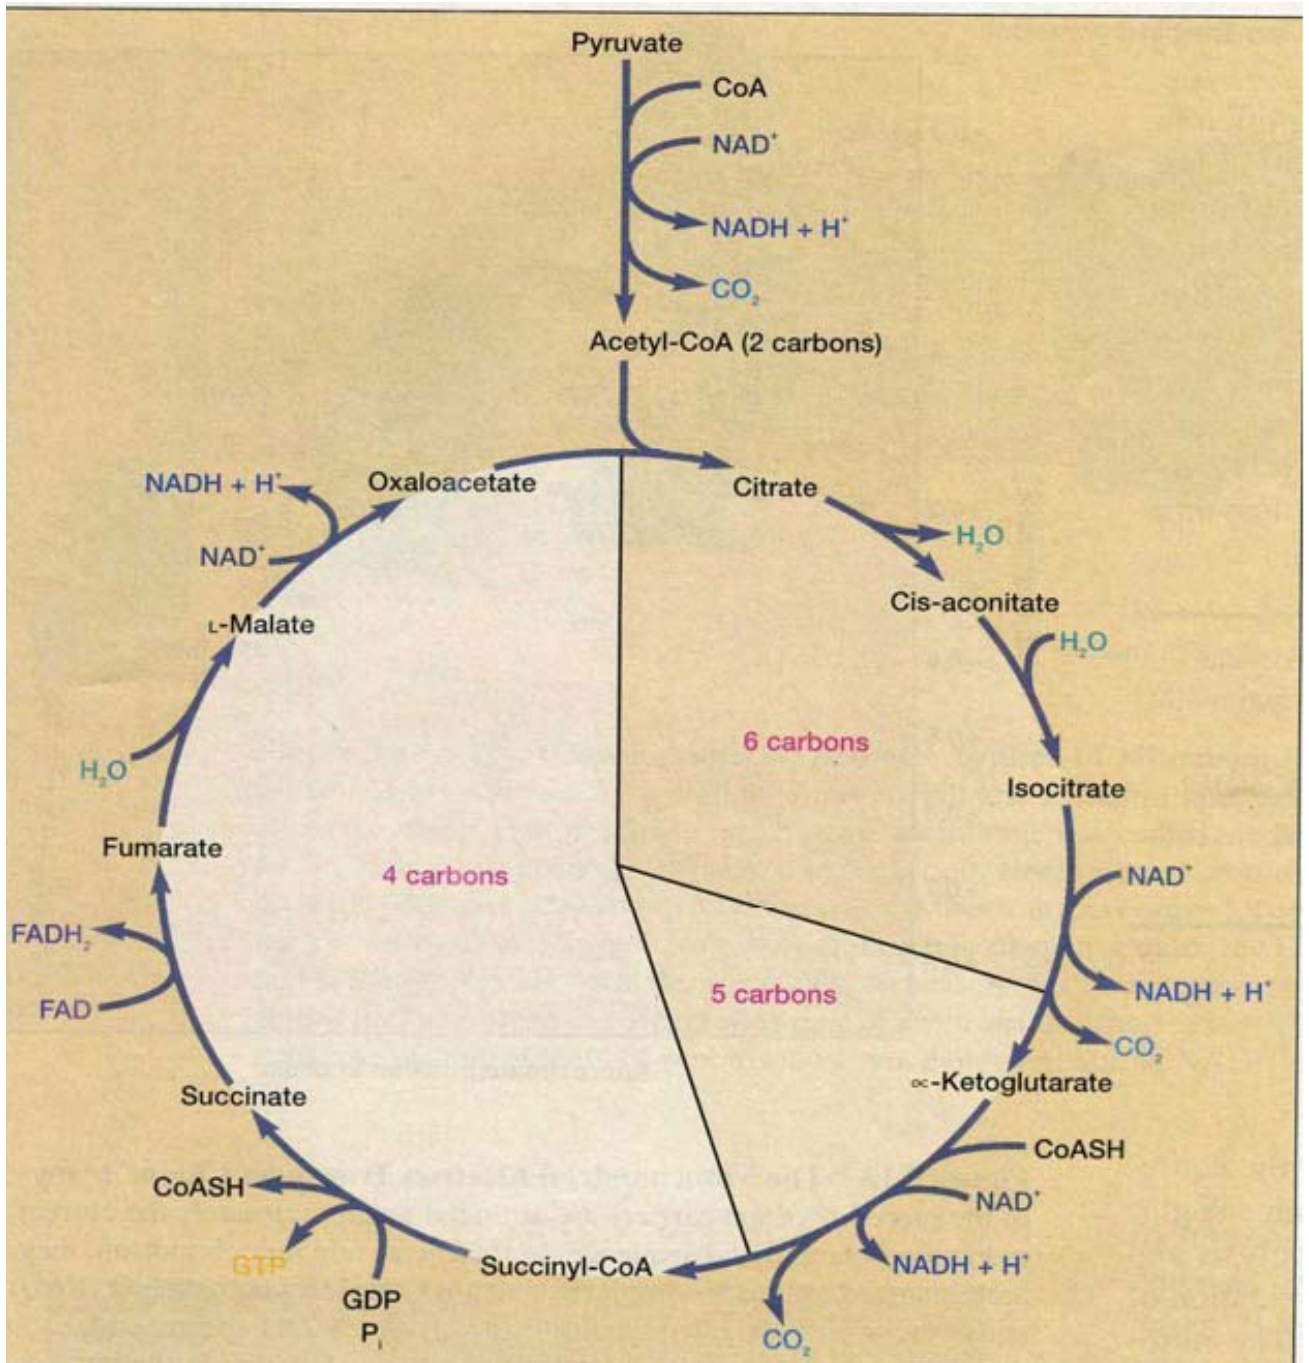 Pyruvate
CoA
NAD⁺
NADH + H⁺
CO₂
Acetyl-CoA (2 carbons)
NADH + H⁺
Oxaloacetate
Citrate
H₂O
NAD⁺
Cis-aconitate
L-Malate
H₂O
6 carbons
H₂O
Isocitrate
Fumarate
4 carbons
NAD⁺
FADH₂
5 carbons
NADH + H⁺
FAD
CO₂
∝-Ketoglutarate
Succinate
CoASH
CoASH
NAD⁺
GTP
Succinyl-CoA
NADH + H⁺
GDP
Pᵢ
CO₂